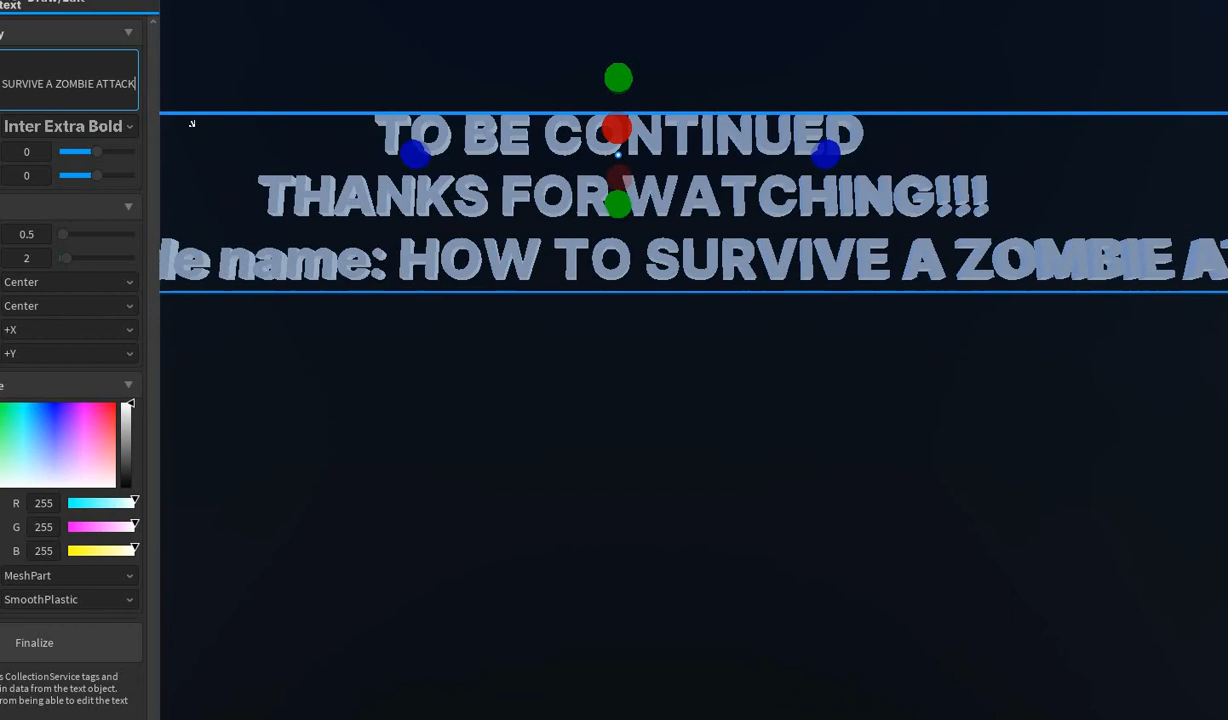 text
SURVIVE A ZOMBIE ATTACK
Inter Extra Bold
0
0
0.5
2
Center
Center
+X
+Y
R 255
G 255
B 255
MeshPart
SmoothPlastic
Finalize
CollectionService tags and
in data from the text object.
from being able to edit the text
TO BE CONTINUED
THANKS FOR WATCHING!!!
name: HOW TO SURVIVE A ZOMBIE